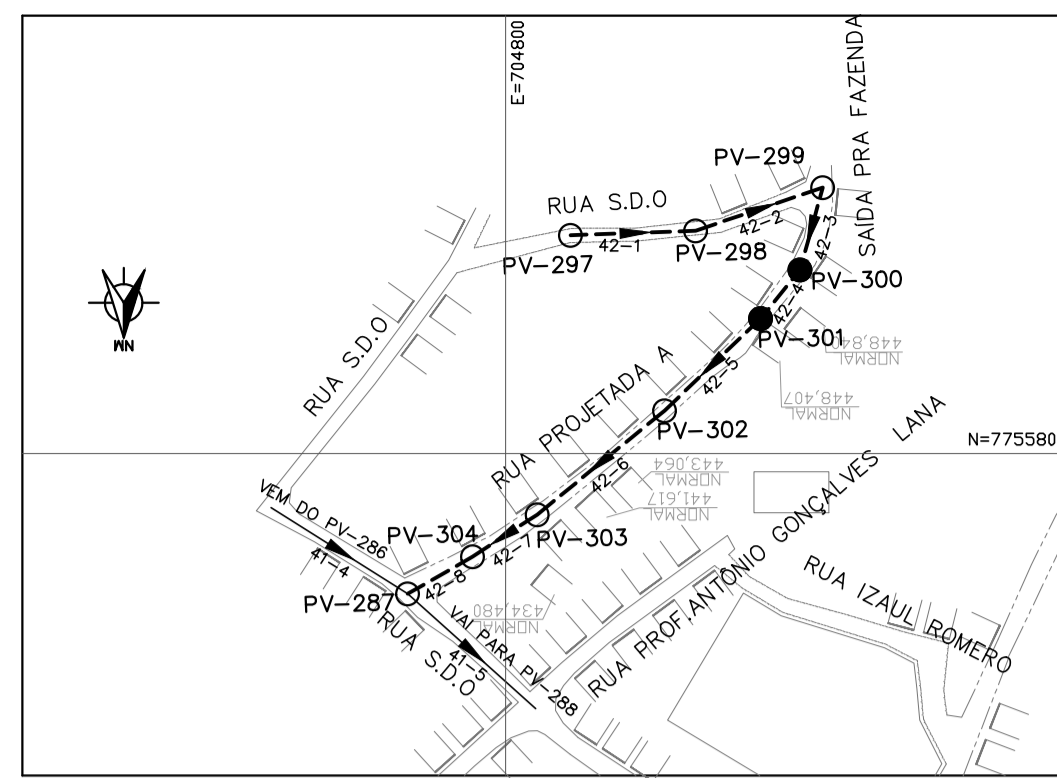 E=704800
SAÍDA PRA FAZENDA
PV-299
RUA S.D.O
42-2
42-1
PV-298
PV-297
42-3
PV-300
42-4
PV-301
448,840
NORMAL
NM
RUA S.D.O
42-5
448,407
NORMAL
RUA PROJETADA A
PV-302
N=775580
42-6
443,064
NORMAL
441,617
NORMAL
RUA PROF. ANTÔNIO GONÇALVES LANA
VEM DO PV-286
41-4
PV-304
42-7
PV-303
RUA IZAUL ROMERO
42-8
PV-287
434,480
NORMAL
VAI PARA PV-288
41-5
RUA S.D.O